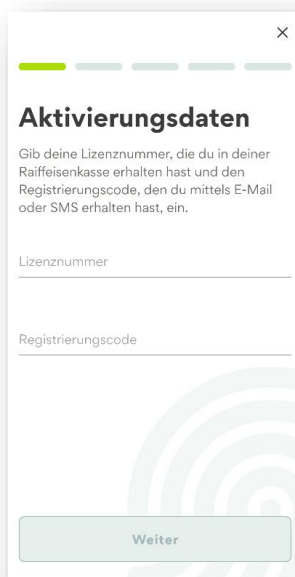 Aktivierungsdaten
Gib deine Lizenznummer, die du in deiner
Raiffeisenkasse erhalten hast und den
Registrierungscode, den du mittels E-Mail
oder SMS erhalten hast, ein.
Lizenznummer
Registrierungscode
Weiter